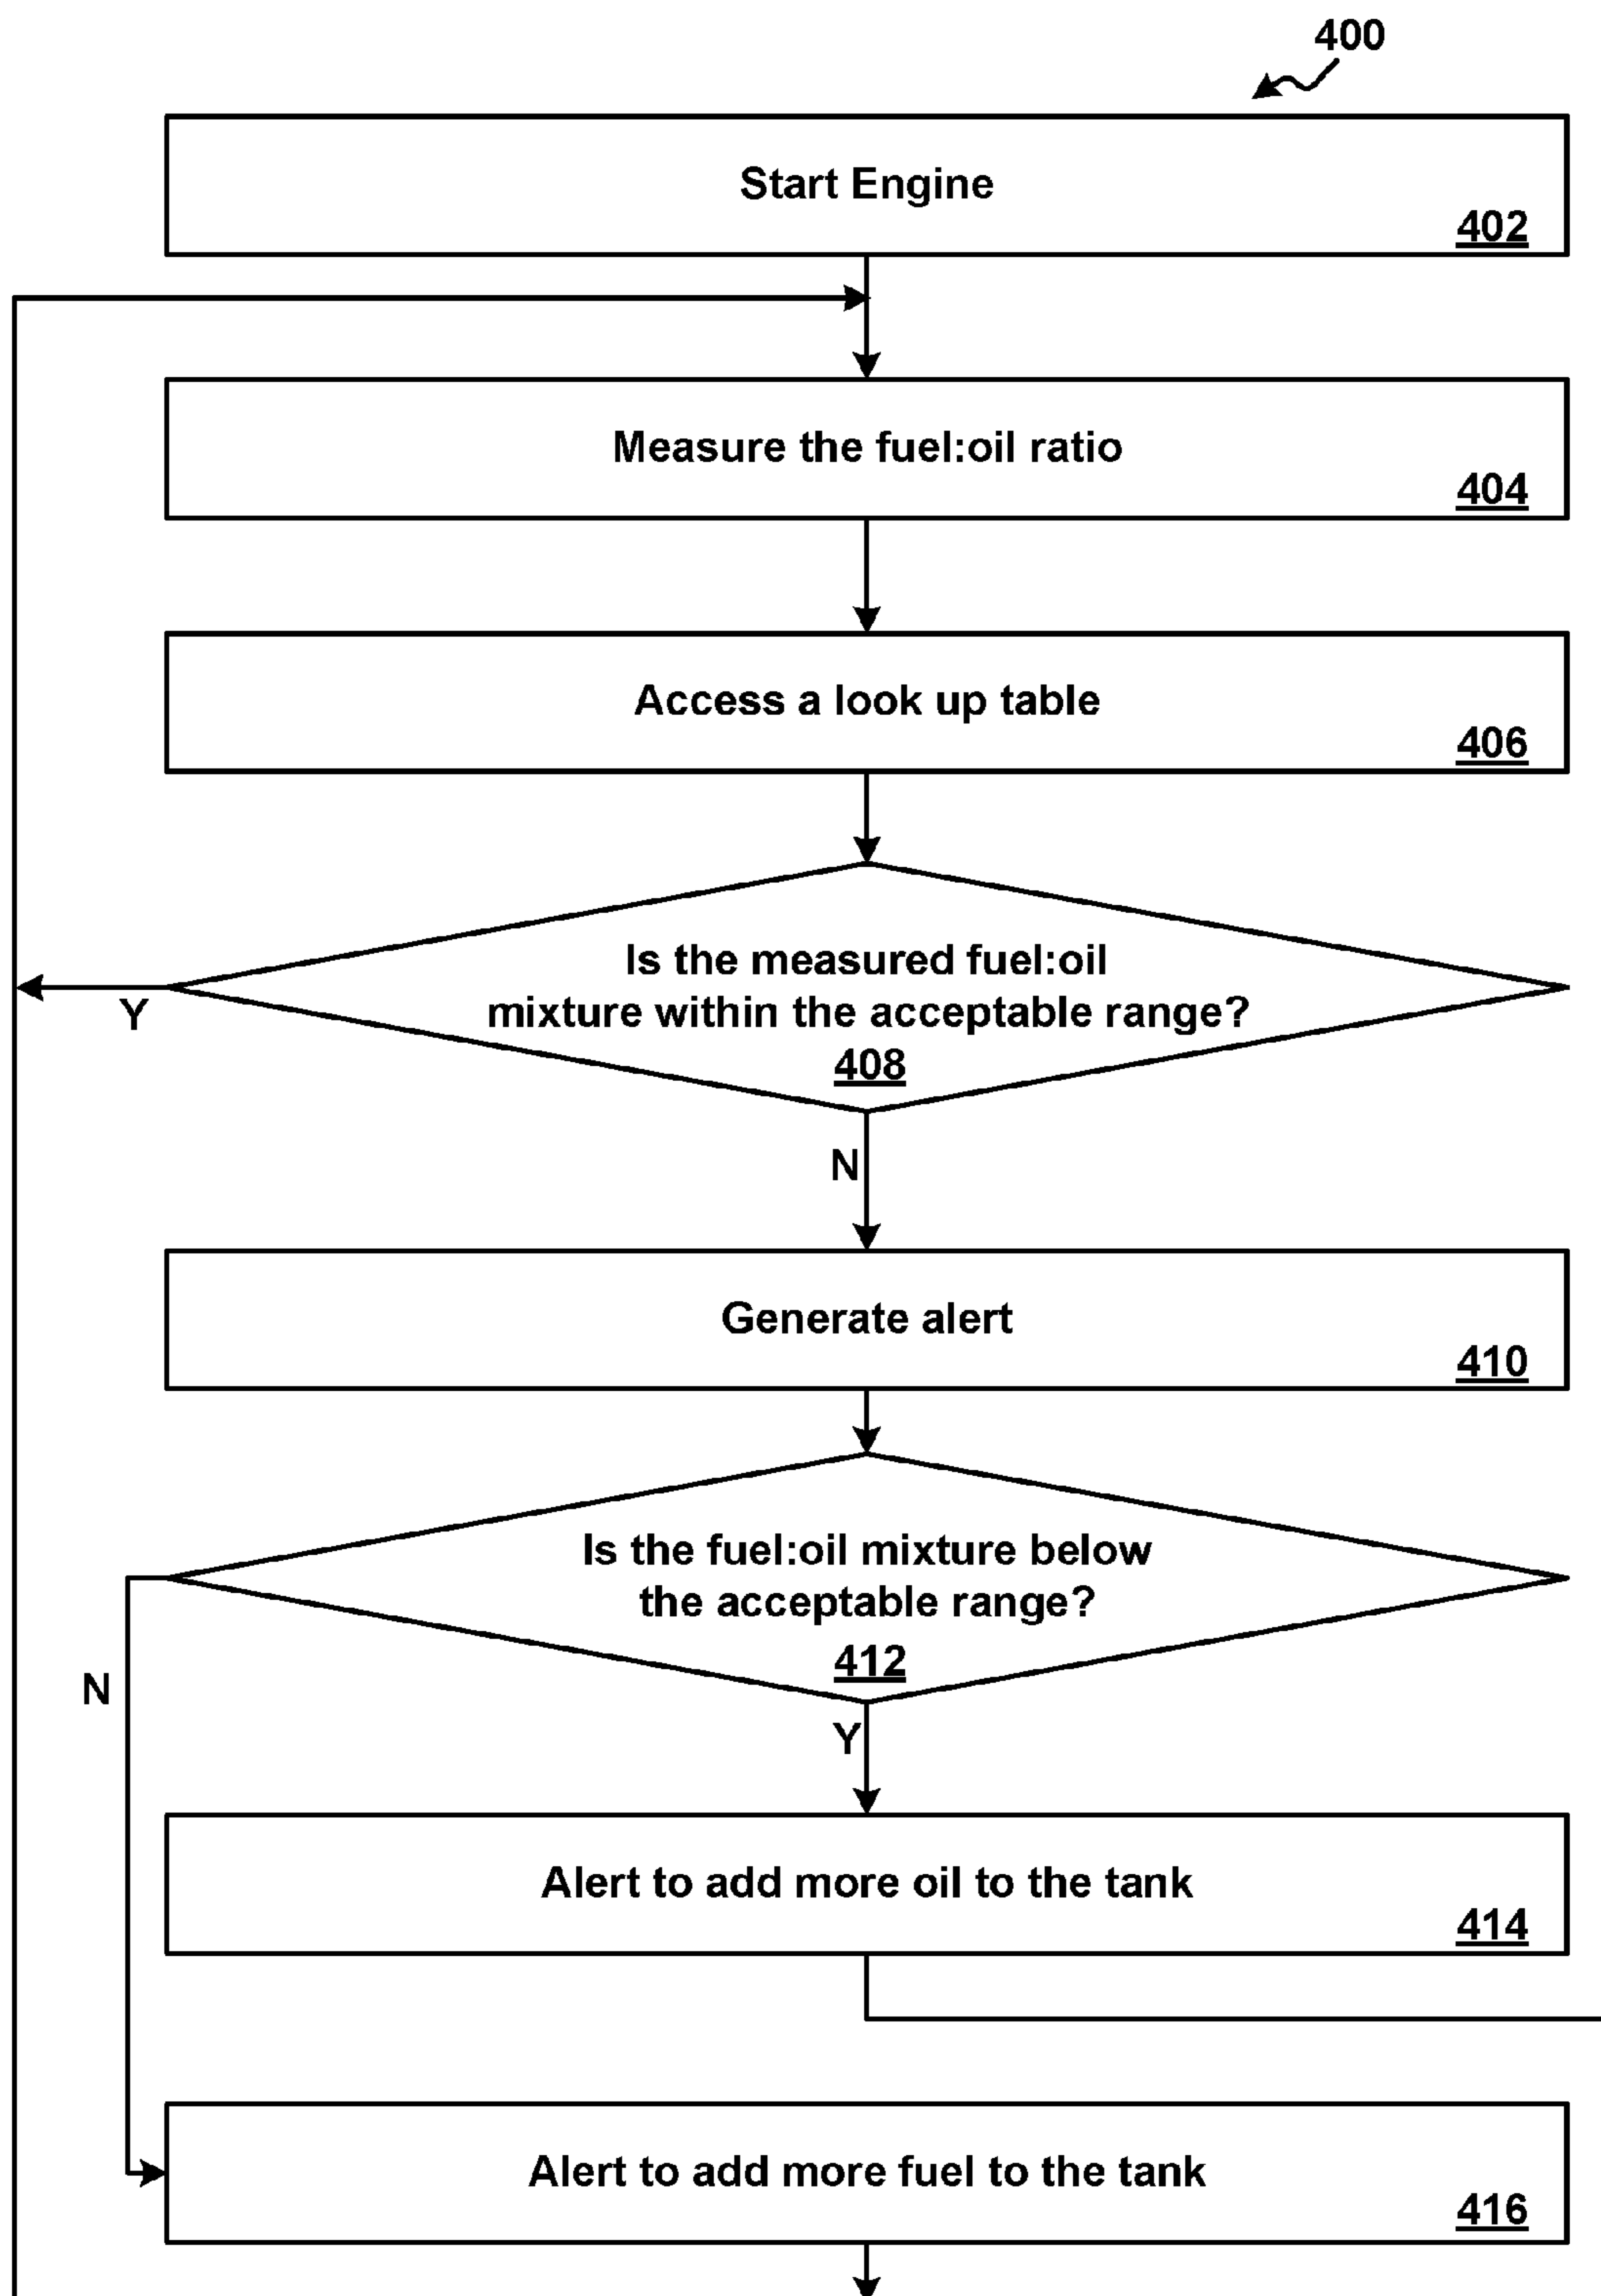 400
Start Engine
402
Measure the fuel:oil ratio
404
Access a look up table
406
Is the measured fuel:oil
mixture within the acceptable range?
408
Y
N
Generate alert
410
Is the fuel:oil mixture below
the acceptable range?
412
N
Y
Alert to add more oil to the tank
414
Alert to add more fuel to the tank
416